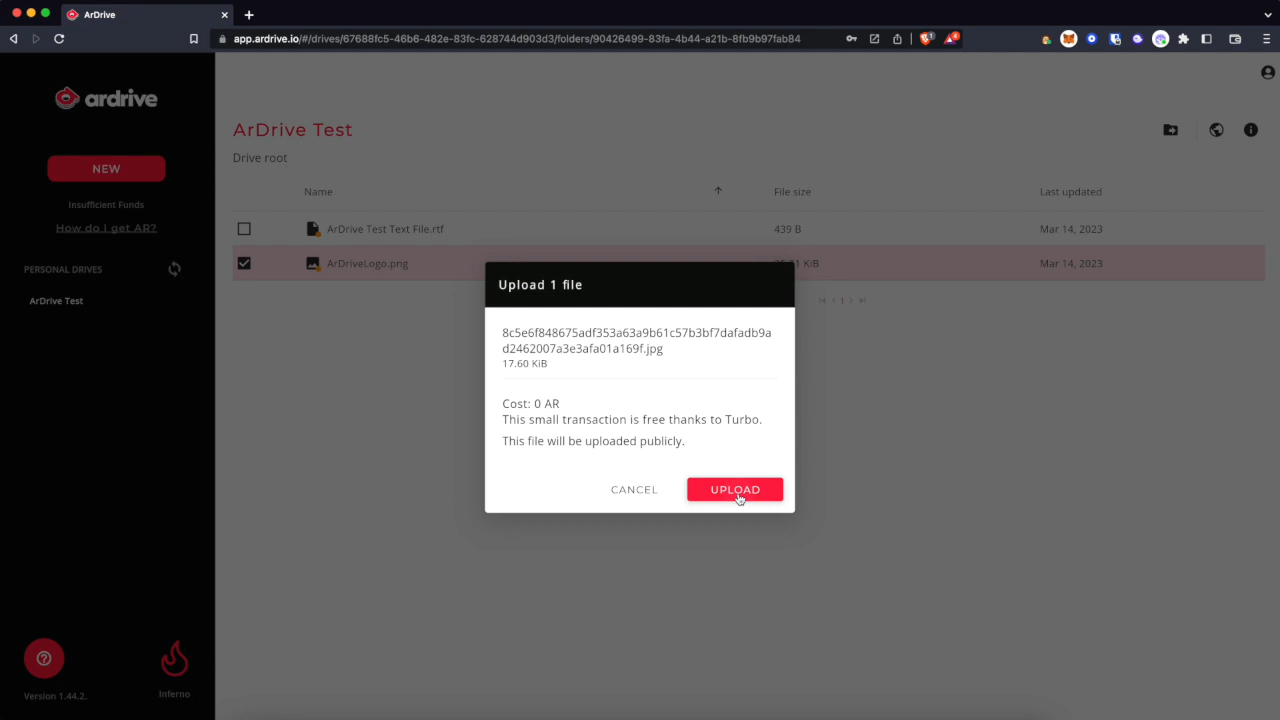 ArDrive
app.ardrive.io/#/drives/67688fc5-46b6-482e-83fc-628744d903d3/folders/90426499-83fa-4b44-a21b-8fb9b97fab84
1
4
ardrive
ArDrive Test
NEW
Drive root
Name
File size
Last updated
Insufficient Funds
How do I get AR?
ArDrive Test Text File.rtf
439 B
Mar 14, 2023
ArDriveLogo.png
KiB
Mar 14, 2023
PERSONAL DRIVES
ArDrive Test
1
Upload 1 file
8c5e6f848675adf353a63a9b61c57b3bf7dafadb9a
d2462007a3e3afa01a169f.jpg
17.60 KiB
Cost: 0 AR
This small transaction is free thanks to Turbo.
This file will be uploaded publicly.
CANCEL
UPLOAD
Version 1.44.2.
Inferno